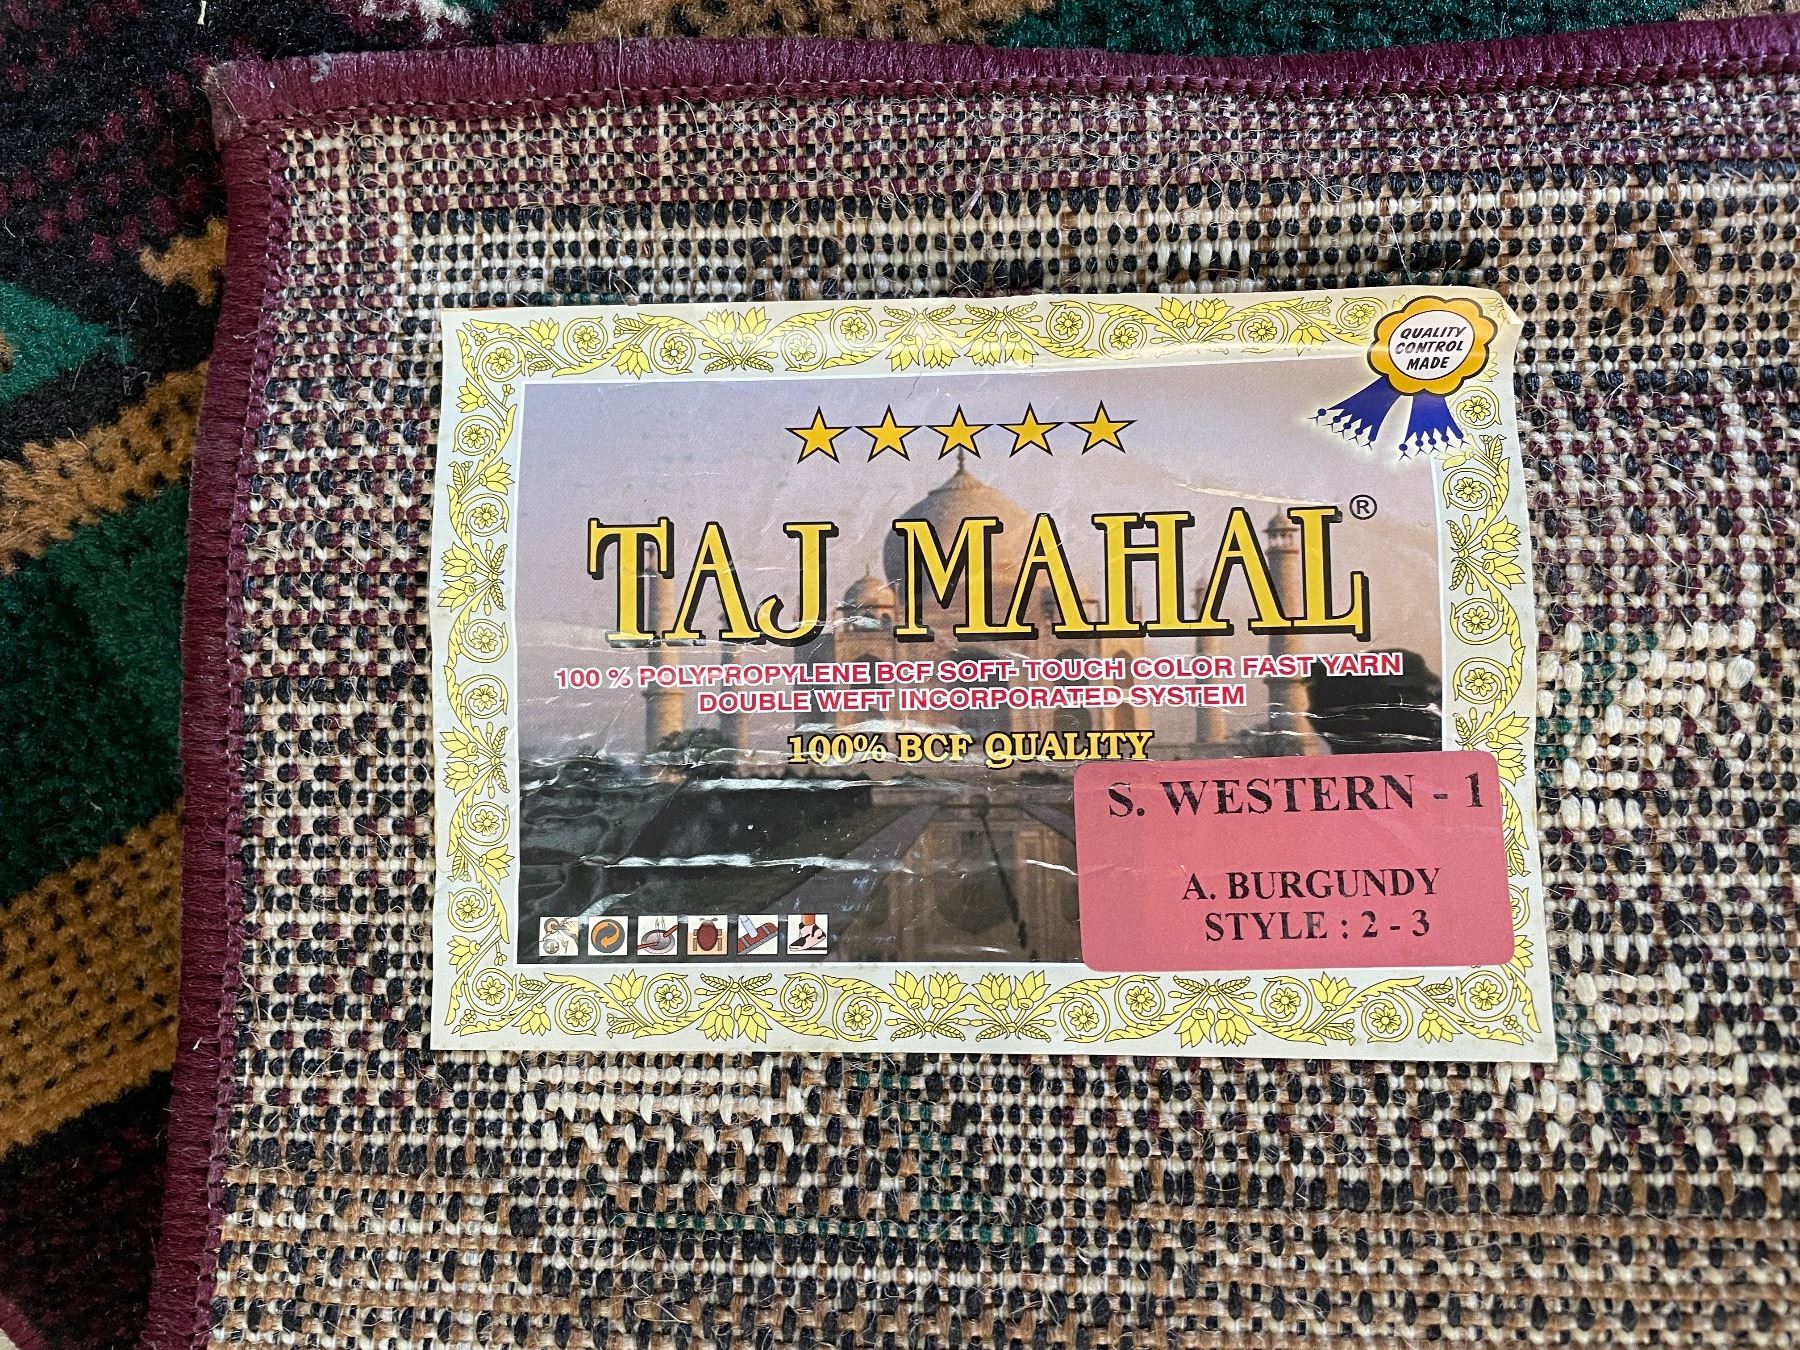 QUALITY
CONTROL
MADE
TAJ MAHAL®
100 % POLYPROPYLENE BCF SOFT- TOUCH COLOR FAST YARN
DOUBLE WEFT INCORPORATED SYSTEM
100% BCF QUALITY
S. WESTERN - 1
A. BURGUNDY
STYLE : 2 - 3